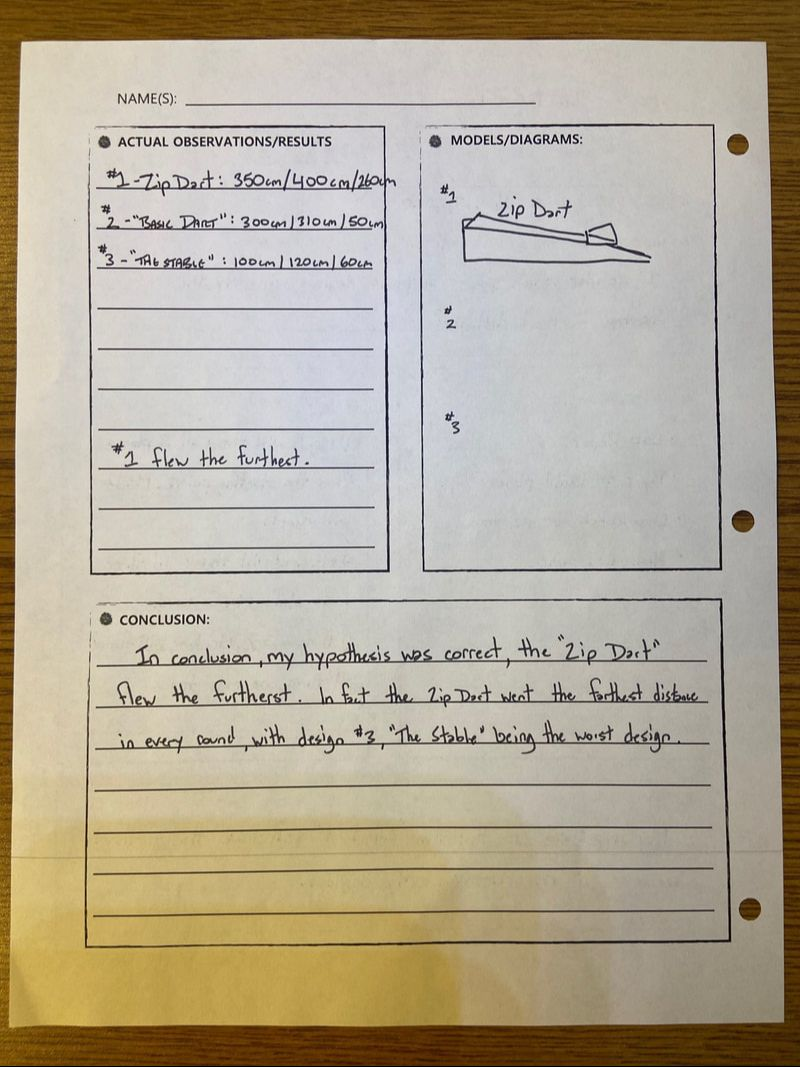 NAME(S):
ACTUAL OBSERVATIONS/RESULTS
#1 - Zip Dart: 350cm/400cm/260cm
#2 - "BASIC DART": 300cm/310cm/50cm
#3 - "THE STABLE": 100cm/120cm/60cm
#1 flew the furthest.
MODELS/DIAGRAMS:
#1
Zip Dart
#2
#3
CONCLUSION:
In conclusion, my hypothesis was correct, the "Zip Dart"
flew the furtherst. In fact the Zip Dart went the farthest distance
in every round, with design #3, "The Stable" being the worst design.